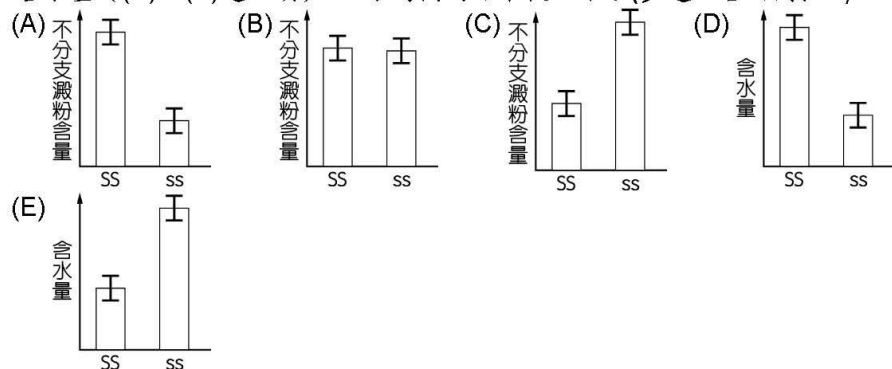 (A) 不分支澱粉含量 SS ss
(B) 不分支澱粉含量 SS ss
(C) 不分支澱粉含量 SS ss
(D) 含水量 SS ss
(E) 含水量 SS ss